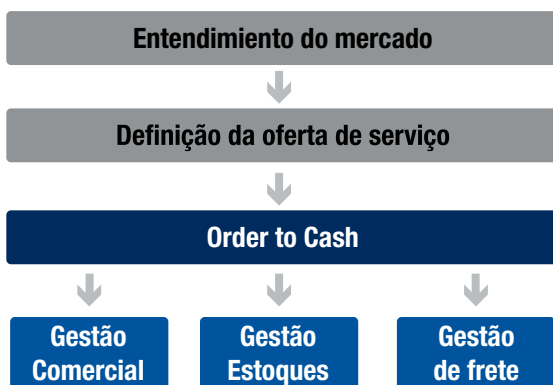 Entendimiento do mercado
Definição da oferta de serviço
Order to Cash
Gestão
Comercial
Gestão
Estoques
Gestão
de frete